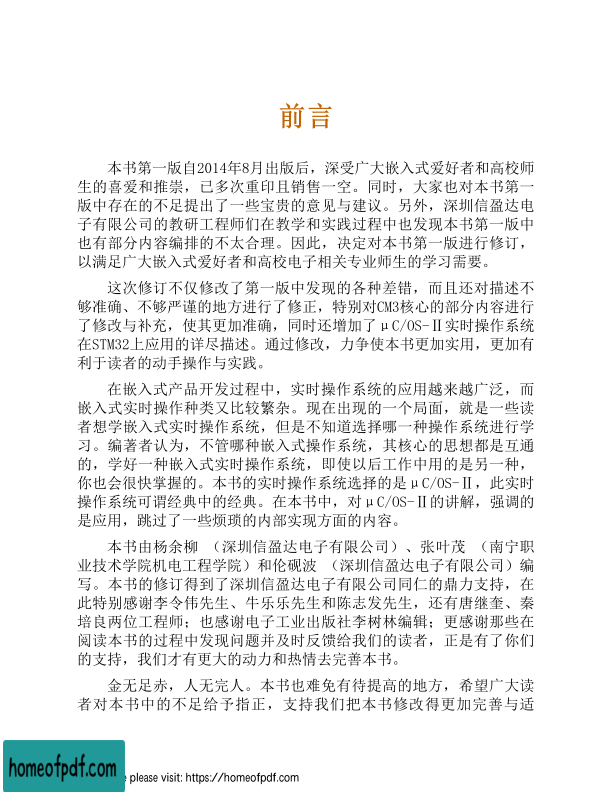 前言
本书第一版自2014年8月出版后，深受广大嵌入式爱好者和高校师
生的喜爱和推崇，已多次重印且销售一空。同时，大家也对本书第一
版中存在的不足提出了一些宝贵的意见与建议。另外，深圳信盈达电
子有限公司的教研工程师们在教学和实践过程中也发现本书第一版中
也有部分内容编排的不太合理。因此，决定对本书第一版进行修订，
以满足广大嵌入式爱好者和高校电子相关专业师生的学习需要。
这次修订不仅修改了第一版中发现的各种差错，而且还对描述不
够准确、不够严谨的地方进行了修正，特别对CM3核心的部分内容进行
了修改与补充，使其更加准确，同时还增加了μC/OS-Ⅱ实时操作系统
在STM32上应用的详尽描述。通过修改，力争使本书更加实用，更加有
利于读者的动手操作与实践。
在嵌入式产品开发过程中，实时操作系统的应用越来越广泛，而
嵌入式实时操作种类又比较繁杂。现在出现的一个局面，就是一些读
者想学嵌入式实时操作系统，但是不知道选择哪一种操作系统进行学
习。编著者认为，不管哪种嵌入式操作系统，其核心的思想都是互通
的，学好一种嵌入式实时操作系统，即使以后工作中用的是另一种，
你也会很快掌握的。本书的实时操作系统选择的是μC/OS-Ⅱ，此实时
操作系统可谓经典中的经典。在本书中，对μC/OS-Ⅱ的讲解，强调的
是应用，跳过了一些烦琐的内部实现方面的内容。
本书由杨余柳 （深圳信盈达电子有限公司）、张叶茂 （南宁职
业技术学院机电工程学院）和伦砚波 （深圳信盈达电子有限公司）编
写。本书的修订得到了深圳信盈达电子有限公司同仁的鼎力支持，在
此特别感谢李令伟先生、牛乐乐先生和陈志发先生，还有唐继奎、秦
培良两位工程师；也感谢电子工业出版社李树林编辑；更感谢那些在
阅读本书的过程中发现问题并及时反馈给我们的读者，正是有了你们
的支持，我们才有更大的动力和热情去完善本书。
金无足赤，人无完人。本书也难免有待提高的地方，希望广大读
者对本书中的不足给予指正，支持我们把本书修改得更加完善与适
homeofpdf.com
please visit: https://homeofpdf.com